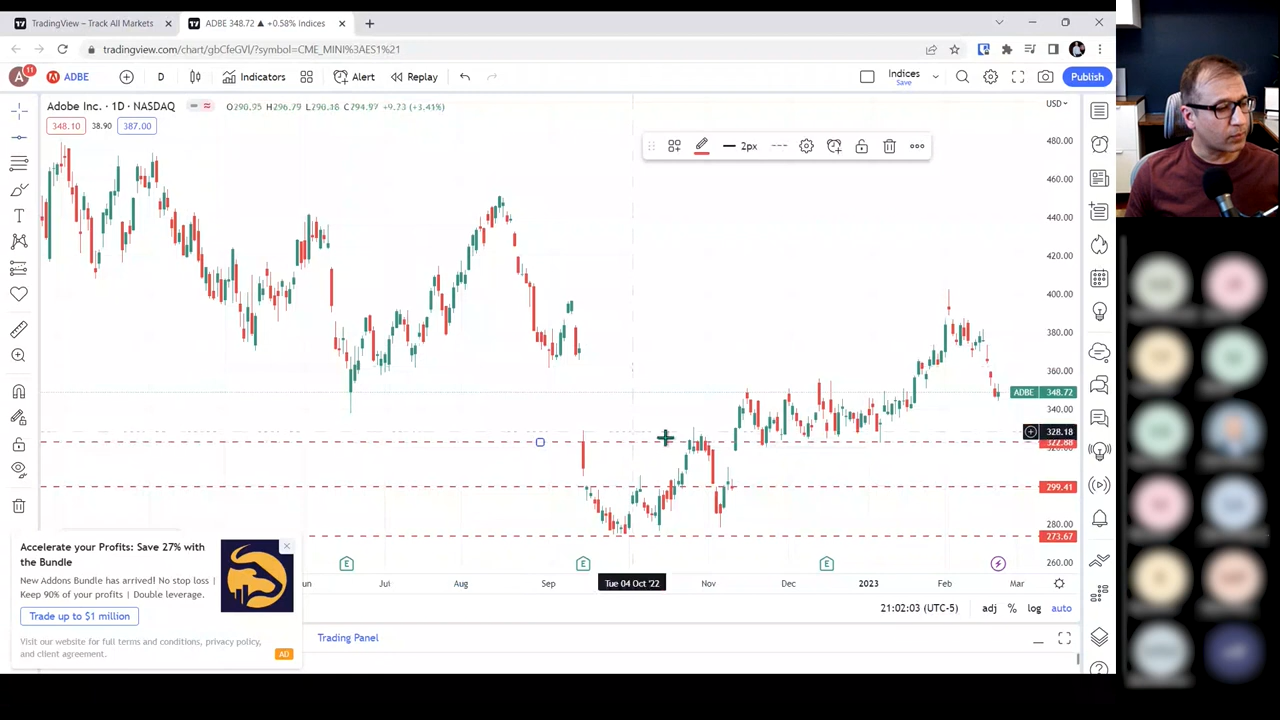 TradingView – Track All Markets
ADBE 348.72 ▲ +0.58% Indices
tradingview.com/chart/gbCfeGVl/?symbol=CME_MINI%3AES1%21
A 11 ADBE D Indicators Alert Replay Indices Save Publish
Adobe Inc. · 1D · NASDAQ O290.95 H296.79 L290.18 C294.97 +9.73 (+3.41%) USD
348.10 38.90 387.00
2px
480.00
460.00
440.00
420.00
400.00
380.00
360.00
ADBE 348.72
340.00
328.18
322.88
299.41
280.00
273.67
260.00
E E E
Jul Aug Sep Tue 04 Oct '22 Nov Dec 2023 Feb Mar
21:02:03 (UTC-5) adj % log auto
Trading Panel
Accelerate your Profits: Save 27% with
the Bundle
New Addons Bundle has arrived! No stop loss |
Keep 90% of your profits | Double leverage.
Trade up to $1 million
Visit our website for full terms and conditions, privacy policy,
and client agreement.
AD